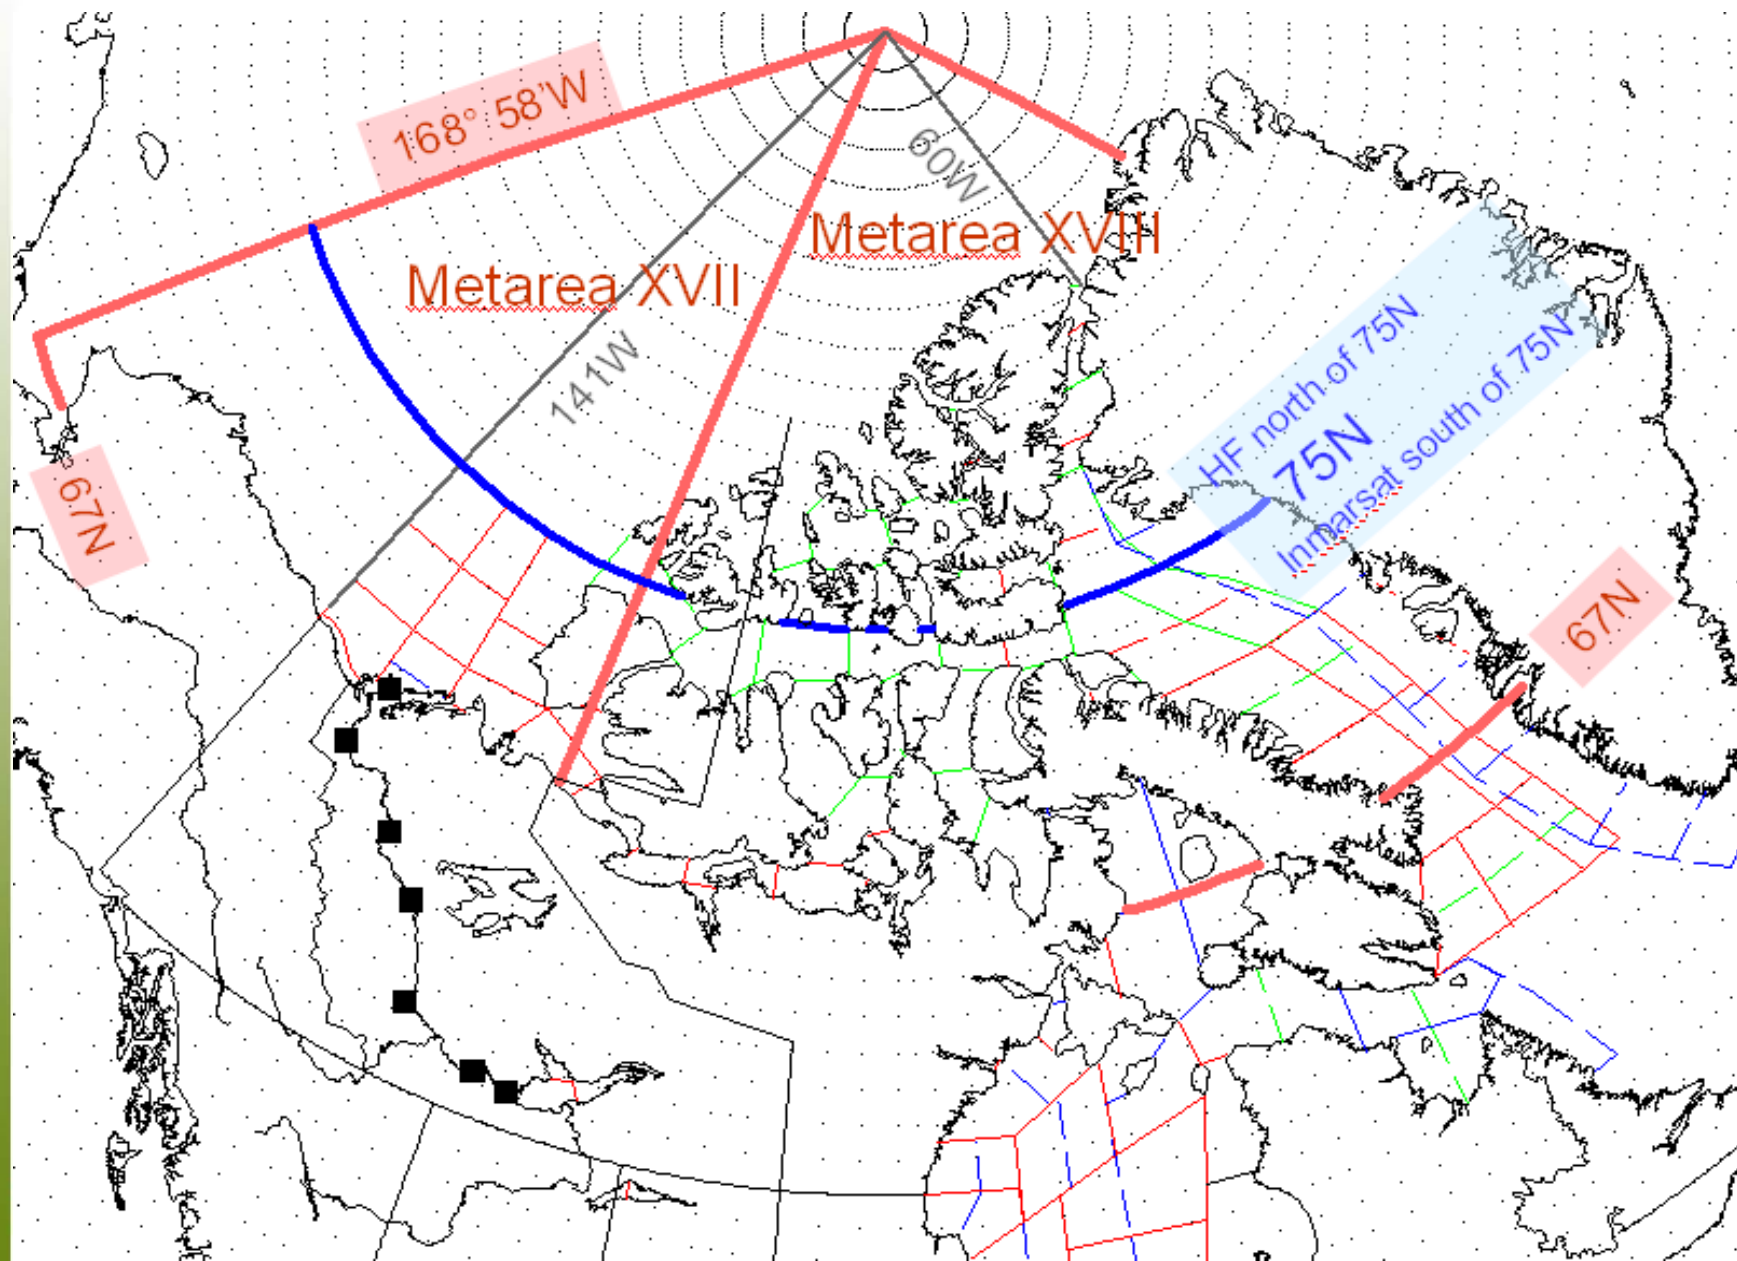 168° 58'W
60W
Metarea XVIII
Metarea XVII
141W
HF north of 75N
75N
Inmarsat south of 75N
67N
67N